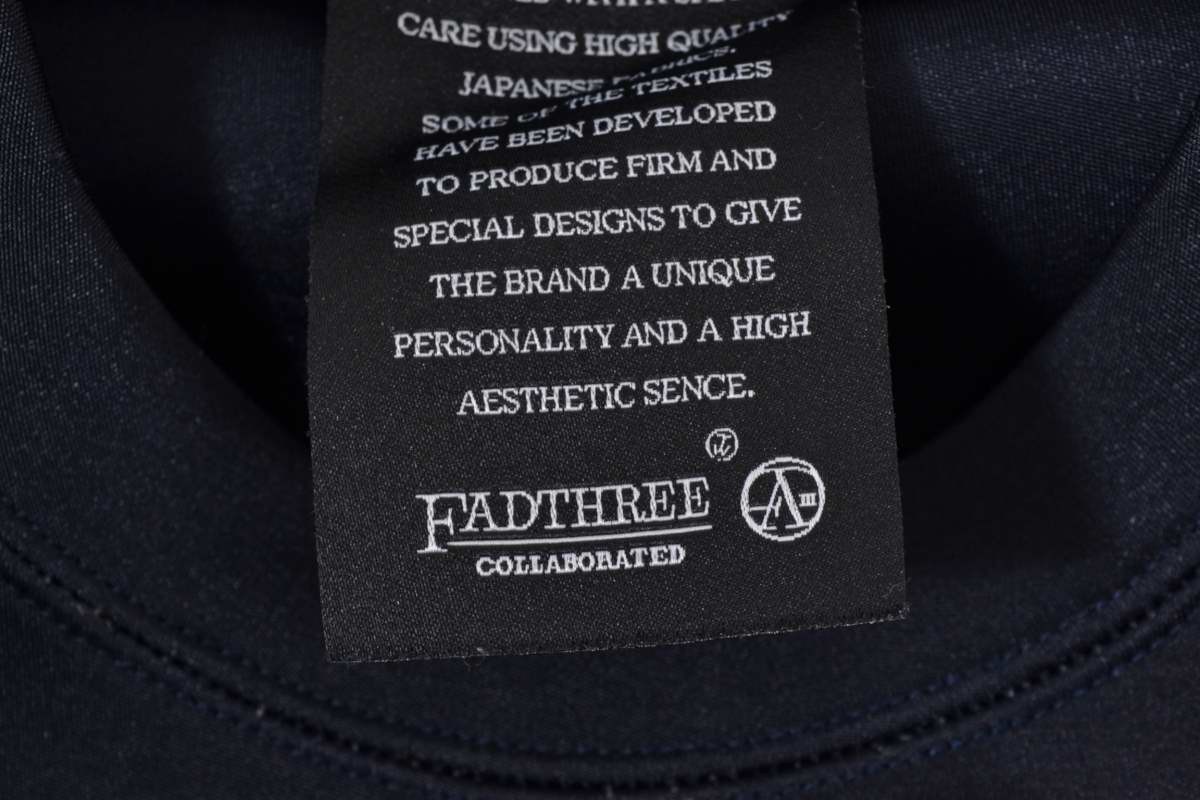 CARE USING HIGH QUALITY
JAPANESE FABRICS.
SOME OF THE TEXTILES
HAVE BEEN DEVELOPED
TO PRODUCE FIRM AND
SPECIAL DESIGNS TO GIVE
THE BRAND A UNIQUE
PERSONALITY AND A HIGH
AESTHETIC SENCE.
FADTHREE
COLLABORATED